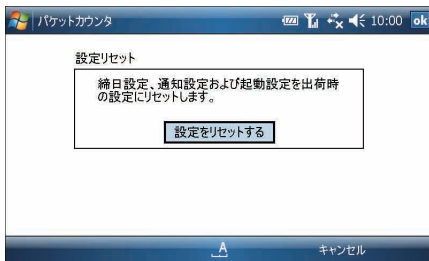 パケットカウンタ 10:00 ok
設定リセット
締日設定、通知設定および起動設定を出荷時
の設定にリセットします。
設定をリセットする
A キャンセル